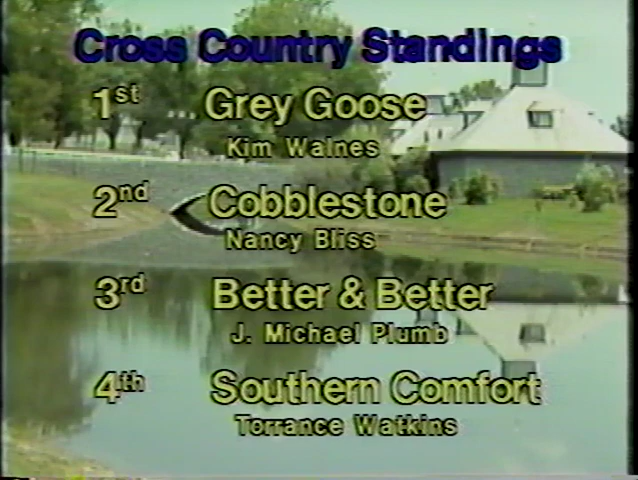 Cross Country Standings
1st Grey Goose
Kim Walnes
2nd Cobblestone
Nancy Bliss
3rd Better & Better
J. Michael Plumb
4th Southern Comfort
Torrance Watkins